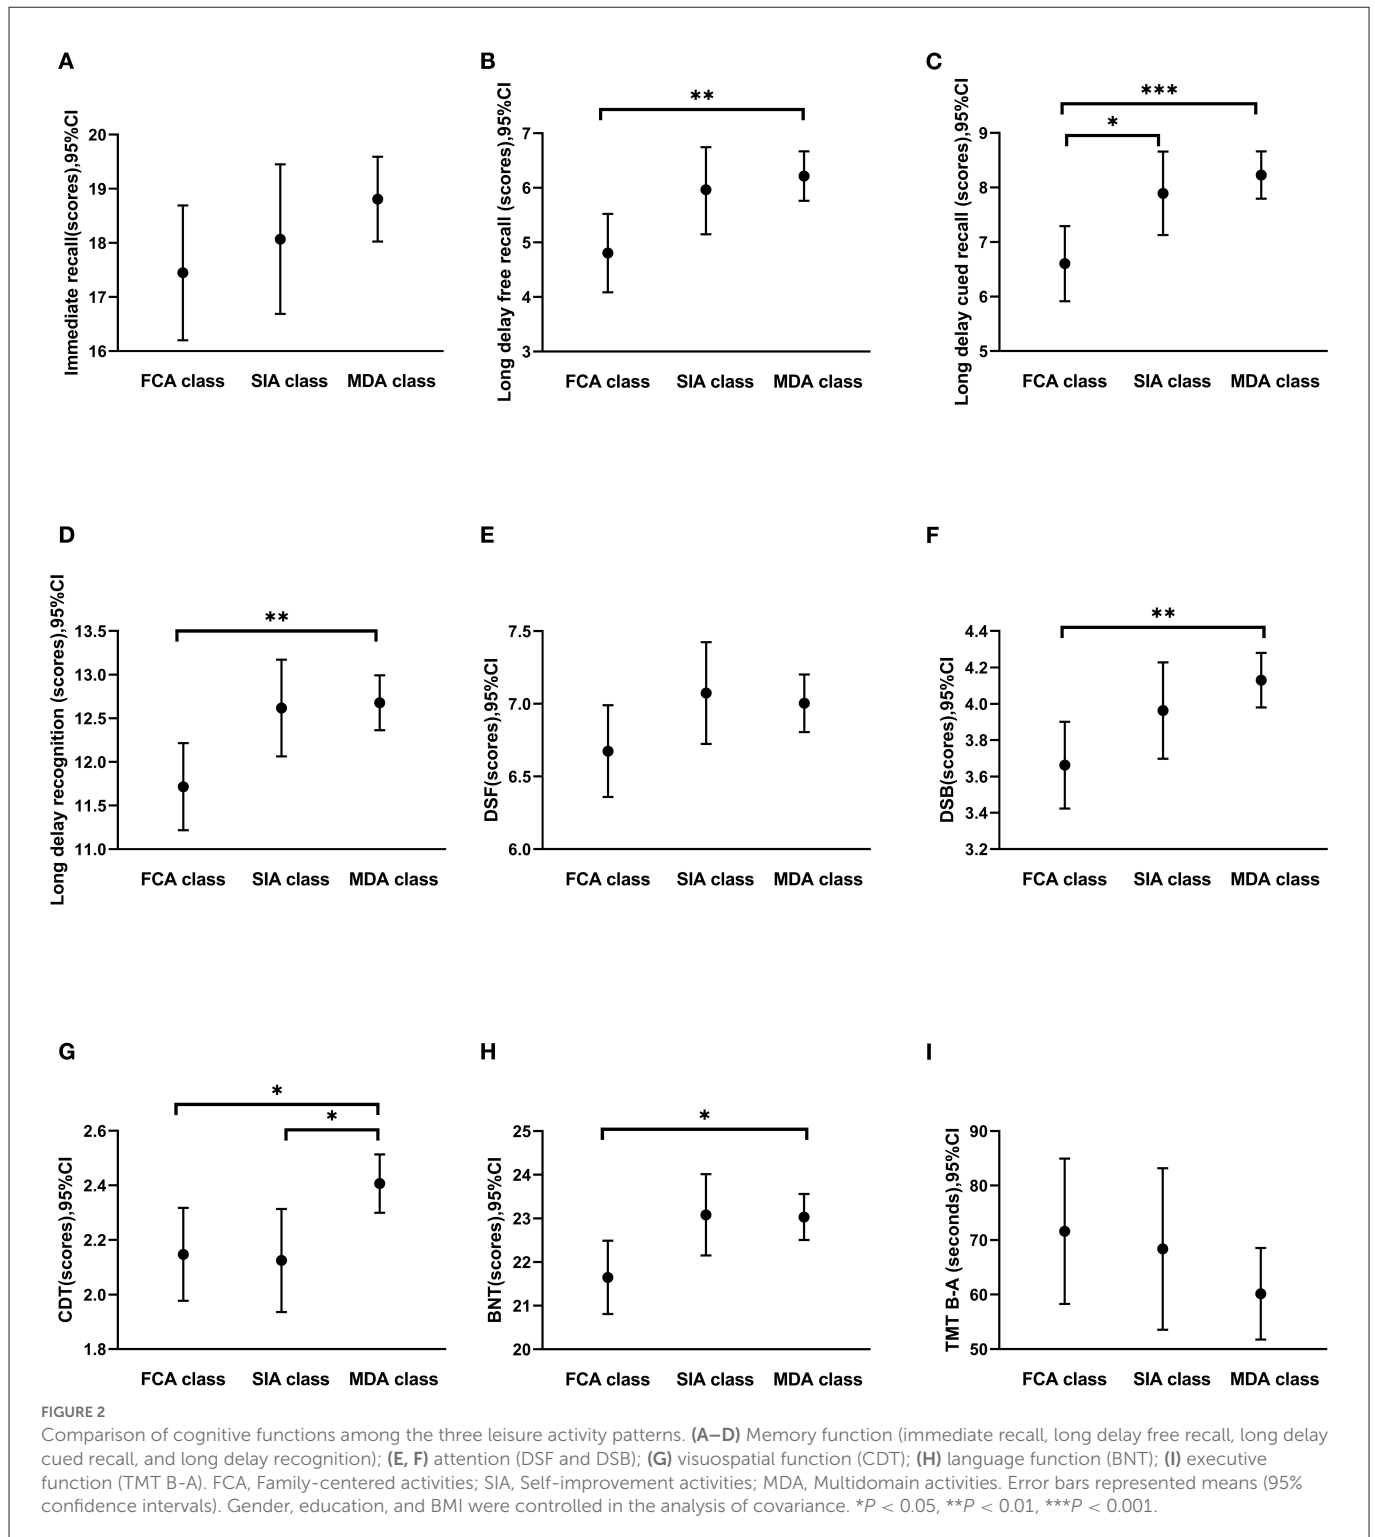 A
Immediate recall(scores),95%CI
20
19
18
17
16
FCA class SIA class MDA class
B
Long delay free recall (scores),95%CI
**
7
6
5
4
3
FCA class SIA class MDA class
C
Long delay cued recall (scores),95%CI
***
*
9
8
7
6
5
FCA class SIA class MDA class
D
Long delay recognition (scores),95%CI
**
13.5
13.0
12.5
12.0
11.5
11.0
FCA class SIA class MDA class
E
DSF(scores),95%CI
7.5
7.0
6.5
6.0
FCA class SIA class MDA class
F
DSB(scores),95%CI
**
4.4
4.2
4.0
3.8
3.6
3.4
3.2
FCA class SIA class MDA class
G
CDT(scores),95%CI
*
*
2.6
2.4
2.2
2.0
1.8
FCA class SIA class MDA class
H
BNT(scores),95%CI
*
25
24
23
22
21
20
FCA class SIA class MDA class
I
TMT B-A (seconds),95%CI
90
80
70
60
50
FCA class SIA class MDA class
FIGURE 2
Comparison of cognitive functions among the three leisure activity patterns. (A–D) Memory function (immediate recall, long delay free recall, long delay
cued recall, and long delay recognition); (E, F) attention (DSF and DSB); (G) visuospatial function (CDT); (H) language function (BNT); (I) executive
function (TMT B-A). FCA, Family-centered activities; SIA, Self-improvement activities; MDA, Multidomain activities. Error bars represented means (95%
confidence intervals). Gender, education, and BMI were controlled in the analysis of covariance. *P < 0.05, **P < 0.01, ***P < 0.001.